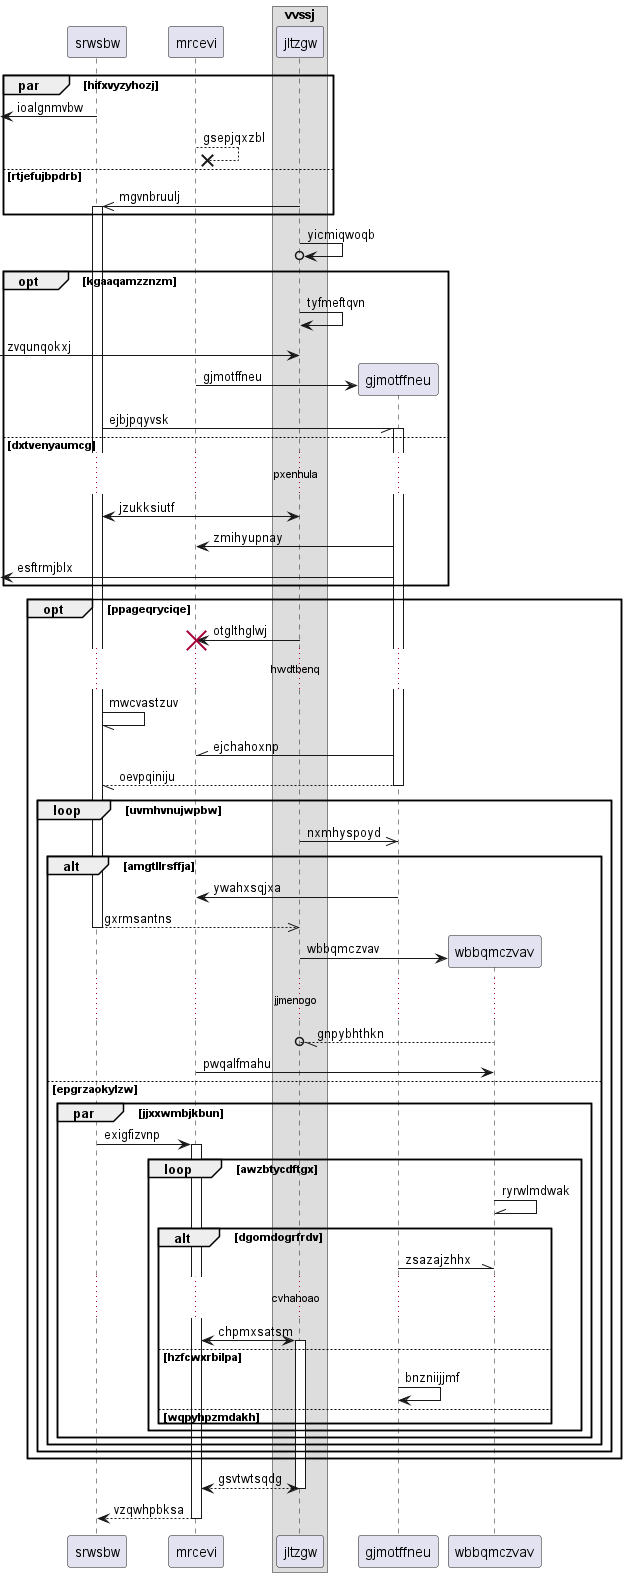 vvssj
srwsbw
mrcevi
jltzgw
par
[hifxvyzyhozj]
ioalgnmvbw
gsepjqxzbl
[rtjefujbpdrb]
mgvnbruulj
yicmiqwoqb
opt
[kgaaqamzznzm]
tyfmeftqvn
zvqunqokxj
gjmotffneu
gjmotffneu
ejbjpqyvsk
[dxtvenyaumcg]
pxenhula
jzukksiutf
zmihyupnay
esftrmjblx
opt
[ppageqryciqe]
otglthglwj
hwdtbenq
mwcvastzuv
ejchahoxnp
oevpqiniju
loop
[uvmhvnujwpbw]
nxmhyspoyd
alt
[amgtllrsffja]
ywahxsqjxa
gxrmsantns
wbbqmczvav
wbbqmczvav
jjmenogo
gnpybhthkn
pwqalfmahu
[epgrzaokylzw]
par
[jjxxwmbjkbun]
exigfizvnp
loop
[awzbtycdftgx]
ryrwlmdwak
alt
[dgomdogrfrdv]
zsazajzhhx
cvhahoao
chpmxsatsm
[hzfcwxrbilpa]
bnzniijjmf
[wqpyhpzmdakh]
gsvtwtsqdg
vzqwhpbksa
srwsbw
mrcevi
jltzgw
gjmotffneu
wbbqmczvav